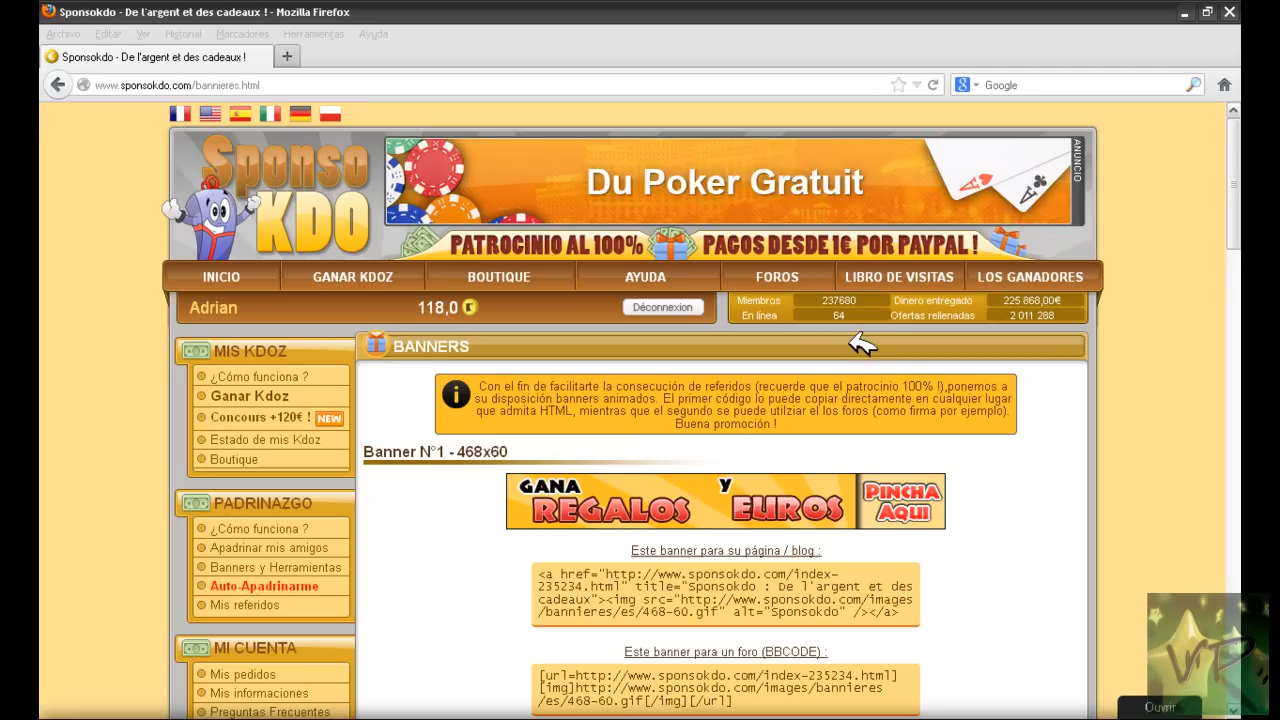 Sponsokdo - De l'argent et des cadeaux ! - Mozilla Firefox
Archivo Editar Ver Historial Marcadores Herramientas Ayuda
Sponsokdo - De l'argent et des cadeaux !
www.sponsokdo.com/bannieres.html
Google
Sponso
KDO
Du Poker Gratuit
ANUNCIO
PATROCINIO AL 100% PAGOS DESDE 1€ POR PAYPAL !
INICIO GANAR KDOZ BOUTIQUE AYUDA FOROS LIBRO DE VISITAS LOS GANADORES
Adrian 118,0 Déconnexion
Miembros 237680 Dinero entregado 225 868,00€
En línea 64 Ofertas rellenadas 2 011 288
MIS KDOZ
¿Cómo funciona ?
Ganar Kdoz
Concours +120€ ! NEW
Estado de mis Kdoz
Boutique
PADRINAZGO
¿Cómo funciona ?
Apadrinar mis amigos
Banners y Herramientas
Auto-Apadrinarme
Mis referidos
MI CUENTA
Mis pedidos
Mis informaciones
Preguntas Frecuentes
BANNERS
Con el fin de facilitarte la consecución de referidos (recuerde que el patrocinio 100% !),ponemos a
su disposición banners animados. El primer código lo puede copiar directamente en cualquier lugar
que admita HTML, mientras que el segundo se puede utilziar el los foros (como firma por ejemplo).
Buena promoción !
Banner N°1 - 468x60
GANA REGALOS Y EUROS
PINCHA
AQUI
Este banner para su página / blog :
<a href="http://www.sponsokdo.com/index-
235234.html" title="Sponsokdo : De l'argent et des
cadeaux"><img src="http://www.sponsokdo.com/images
/bannieres/es/468-60.gif" alt="Sponsokdo" /></a>
Este banner para un foro (BBCODE) :
[url=http://www.sponsokdo.com/index-235234.html]
[img]http://www.sponsokdo.com/images/bannieres
/es/468-60.gif[/img][/url]
Ouvrir